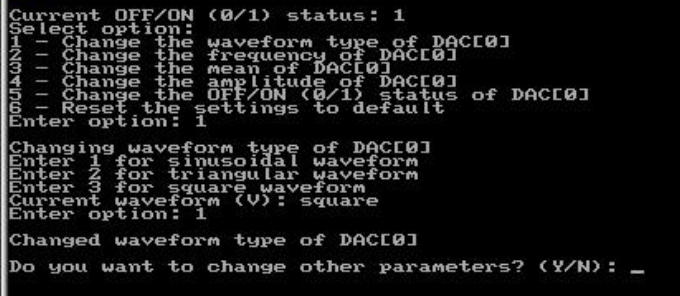 Current OFF/ON (0/1) status: 1
Select option:
1 - Change the waveform type of DAC[0]
2 - Change the frequency of DAC[0]
3 - Change the mean of DAC[0]
4 - Change the amplitude of DAC[0]
5 - Change the OFF/ON (0/1) status of DAC[0]
6 - Reset the settings to default
Enter option: 1
Changing waveform type of DAC[0]
Enter 1 for sinusoidal waveform
Enter 2 for triangular waveform
Enter 3 for square waveform
Current waveform (V): square
Enter option: 1
Changed waveform type of DAC[0]
Do you want to change other parameters? (Y/N): _